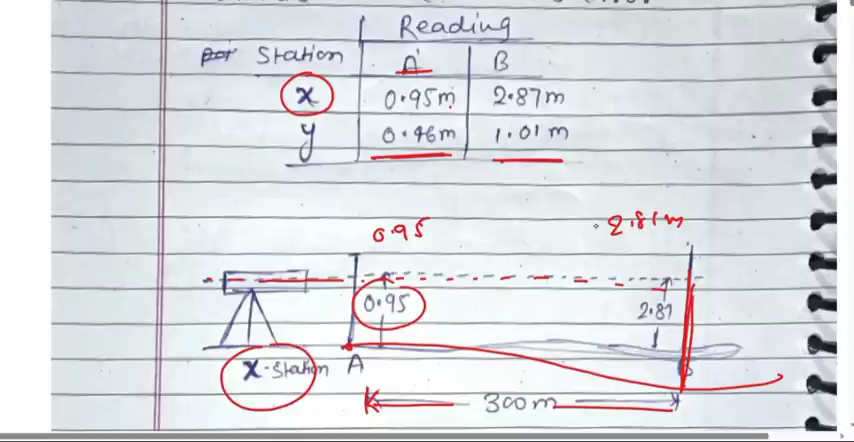 Reading
Station A B
x 0.95m 2.87m
y 0.46m 1.01m
0.95 2.81m
0.95 2.87
X-Station A B
300m